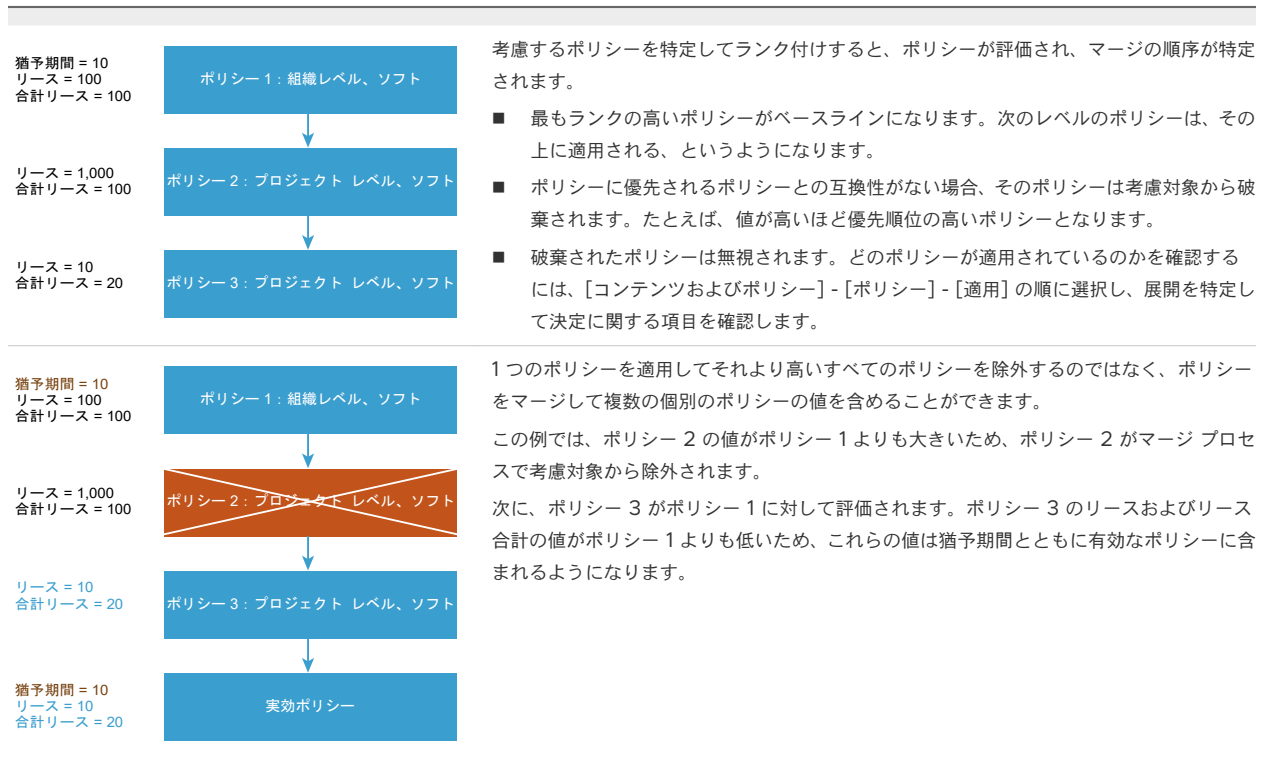 猶予期間 = 10
リース = 100
合計リース = 100
ポリシー 1 : 組織レベル、ソフト
リース = 1,000
合計リース = 100
ポリシー 2 : プロジェクト レベル、ソフト
リース = 10
合計リース = 20
ポリシー 3 : プロジェクト レベル、ソフト
考慮するポリシーを特定してランク付けすると、ポリシーが評価され、マージの順序が特定
されます。
■ 最もランクの高いポリシーがベースラインになります。次のレベルのポリシーは、その
上に適用される、というようになります。
■ ポリシーに優先されるポリシーとの互換性がない場合、そのポリシーは考慮対象から破
棄されます。たとえば、値が高いほど優先順位の高いポリシーとなります。
■ 破棄されたポリシーは無視されます。どのポリシーが適用されているのかを確認する
には、[コンテンツおよびポリシー] - [ポリシー] - [適用] の順に選択し、展開を特定し
て決定に関する項目を確認します。
猶予期間 = 10
リース = 100
合計リース = 100
ポリシー 1 : 組織レベル、ソフト
リース = 1,000
合計リース = 100
ポリシー 2 : プロジェクト レベル、ソフト
リース = 10
合計リース = 20
ポリシー 3 : プロジェクト レベル、ソフト
猶予期間 = 10
リース = 10
合計リース = 20
実効ポリシー
1 つのポリシーを適用してそれより高いすべてのポリシーを除外するのではなく、ポリシー
をマージして複数の個別のポリシーの値を含めることができます。
この例では、ポリシー 2 の値がポリシー 1 よりも大きいため、ポリシー 2 がマージ プロセ
スで考慮対象から除外されます。
次に、ポリシー 3 がポリシー 1 に対して評価されます。ポリシー 3 のリースおよびリース
合計の値がポリシー 1 よりも低いため、これらの値は猶予期間とともに有効なポリシーに含
まれるようになります。